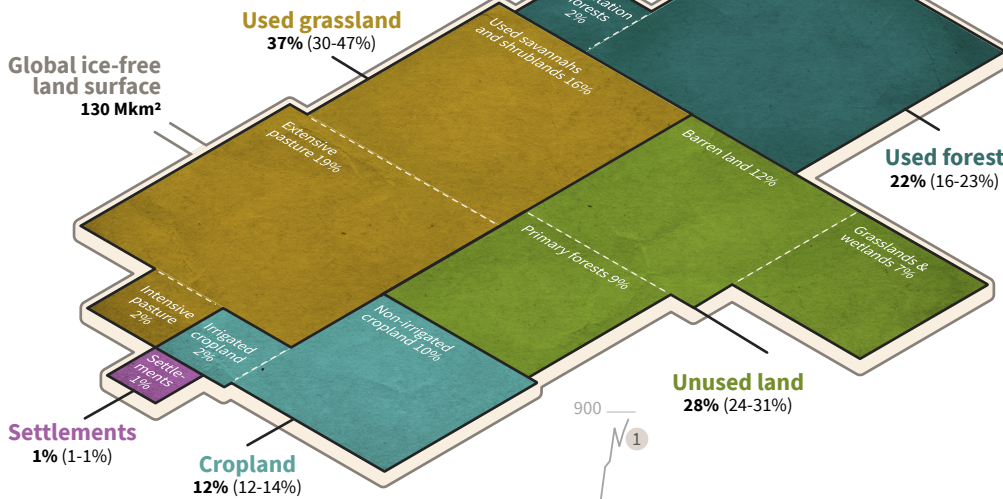 Used grassland
37% (30-47%)
Global ice-free
land surface
130 Mkm²
forests
2%
Used savannahs
and shrublands 16%
Extensive
pasture 19%
Barren land 12%
Used forest
22% (16-23%)
Primary forests 9%
Grasslands &
wetlands 7%
Intensive
pasture
2%
Irrigated
cropland
2%
Non-irrigated
cropland 10%
Settle-
ments
1%
Unused land
28% (24-31%)
900
1
Settlements
1% (1-1%)
Cropland
12% (12-14%)